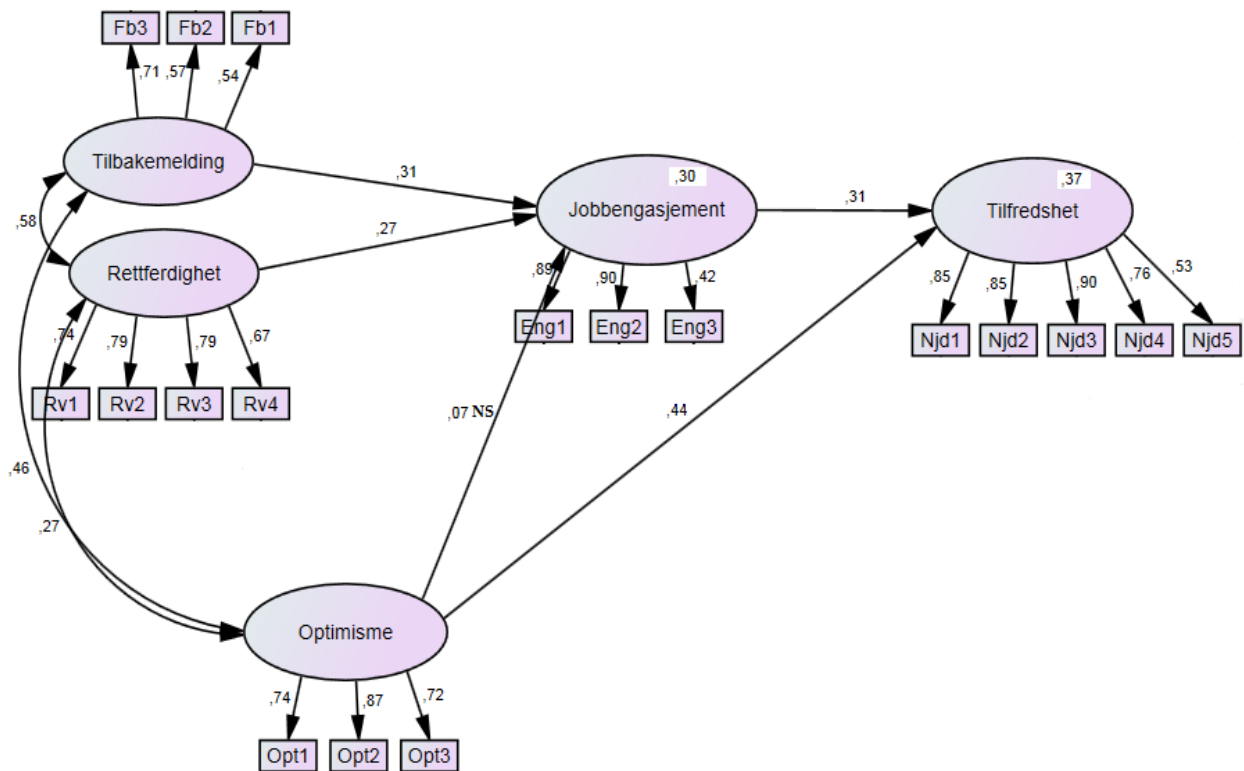 Fb3 Fb2 Fb1
,71 ,57 ,54
Tilbakemelding
,31
,58
Rettferdighet
,27
,74 ,79 ,79 ,67
Rv1 Rv2 Rv3 Rv4
,30
Jobbengasjement
,31
,89 ,90 ,42
Eng1 Eng2 Eng3
,37
Tilfredshet
,85 ,85 ,90 ,76 ,53
Njd1 Njd2 Njd3 Njd4 Njd5
,07 NS
,44
,46
,27
Optimisme
,74 ,87 ,72
Opt1 Opt2 Opt3